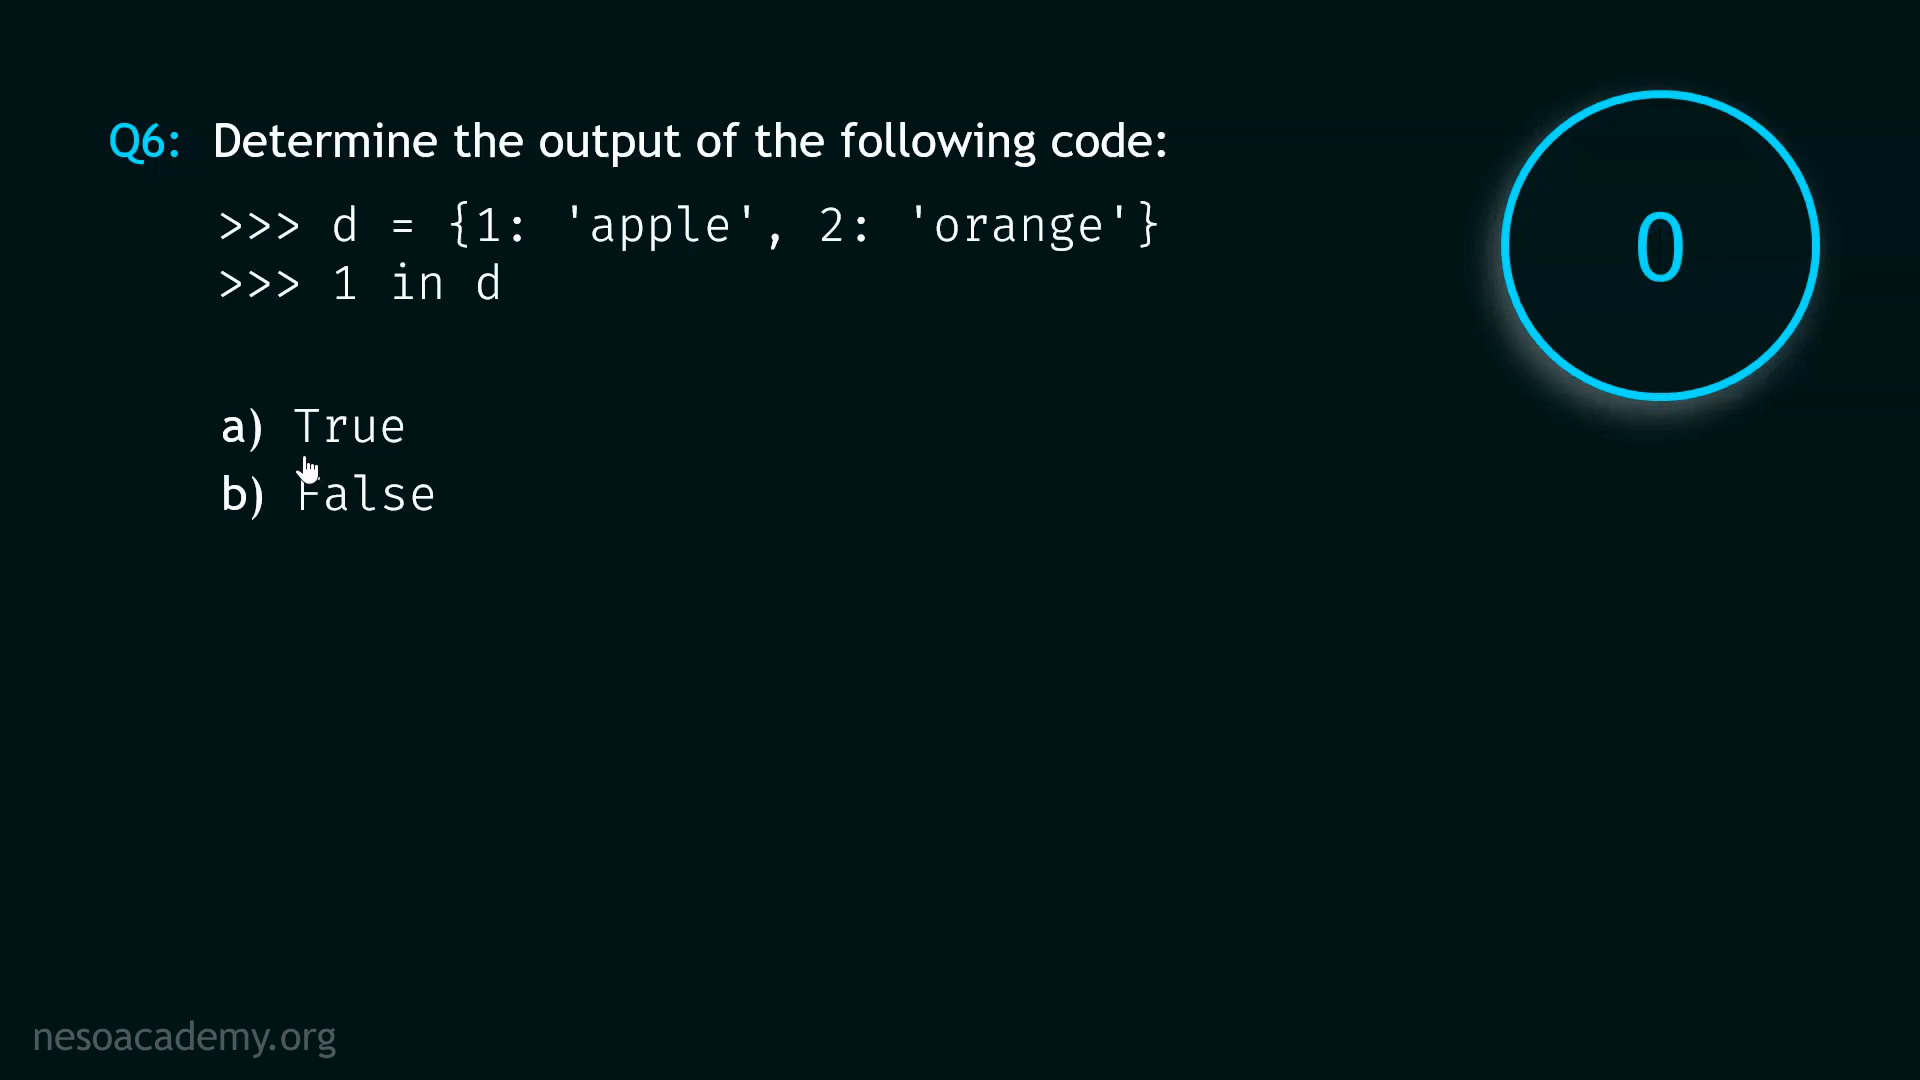 Q6: Determine the output of the following code:
>>> d = {1: 'apple', 2: 'orange'}
>>> 1 in d
0
a) True
b) False
nesoacademy.org